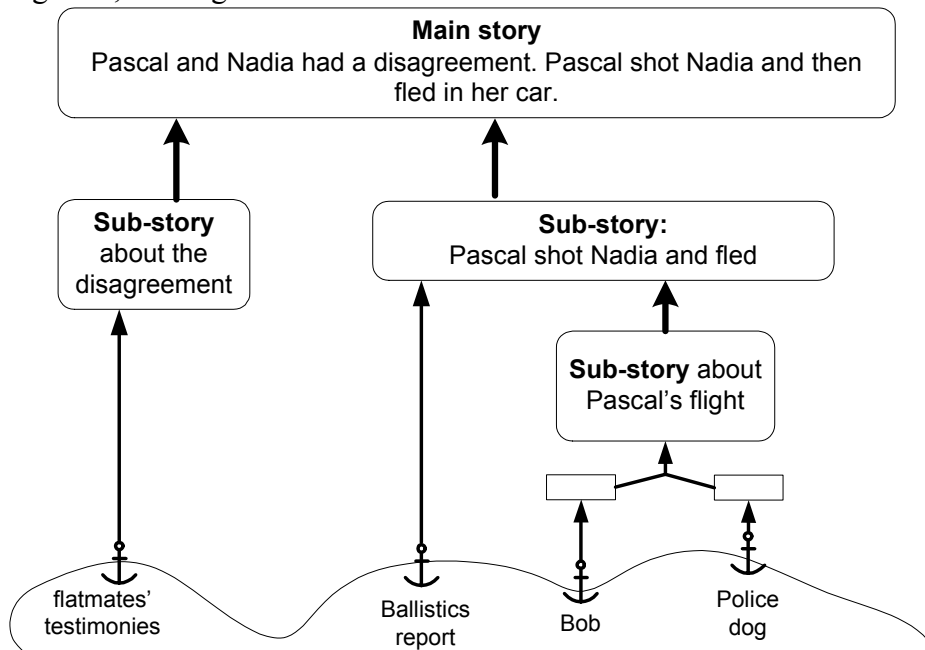 Main story
Pascal and Nadia had a disagreement. Pascal shot Nadia and then
fled in her car.
Sub-story
about the
disagreement
Sub-story:
Pascal shot Nadia and fled
Sub-story about
Pascal's flight
flatmates'
testimonies
Ballistics
report
Bob
Police
dog